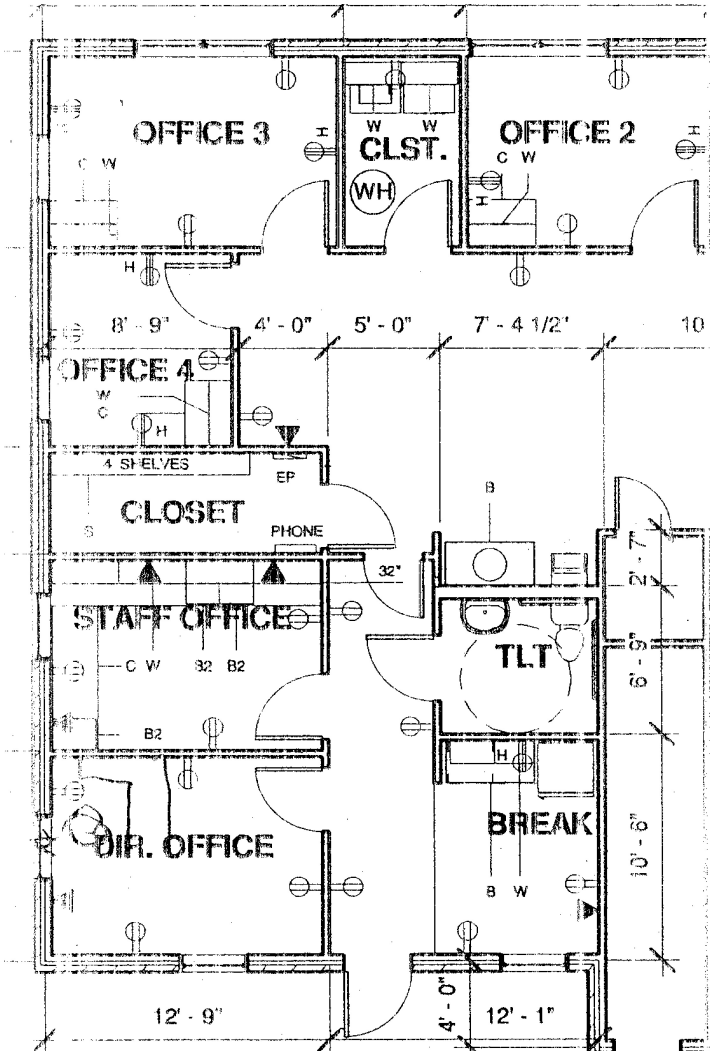 OFFICE 3
H
W W
CLST.
WH
OFFICE 2
C W
H
H
C W
H
8' - 9"
4' - 0"
5' - 0"
7' - 4 1/2"
10
OFFICE 4
W
C
H
4 SHELVES
EP
B
CLOSET
S
PHONE
32"
2' - 7"
STAFF OFFICE
C W B2 B2
TLT
6' - 9"
B2
H
DIR. OFFICE
BREAK
10' - 6"
B W
12' - 9"
4' - 0"
12' - 1"